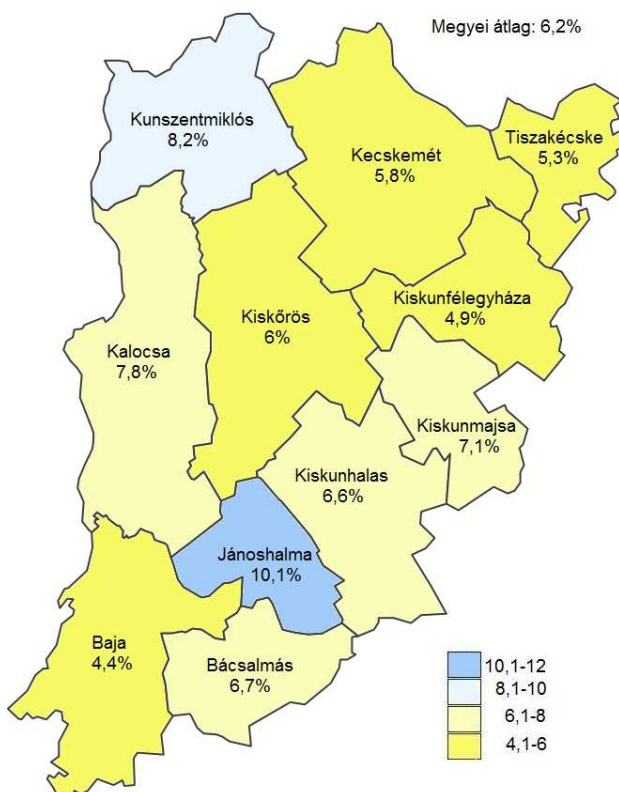 Megyei átlag: 6,2%
Kunszentmiklós
8,2%
Kecskemét
5,8%
Tiszakécske
5,3%
Kiskunfélegyháza
4,9%
Kiskőrös
6%
Kalocsa
7,8%
Kiskunmajsa
7,1%
Kiskunhalas
6,6%
Jánoshalma
10,1%
Baja
4,4%
Bácsalmás
6,7%
10,1-12
8,1-10
6,1-8
4,1-6